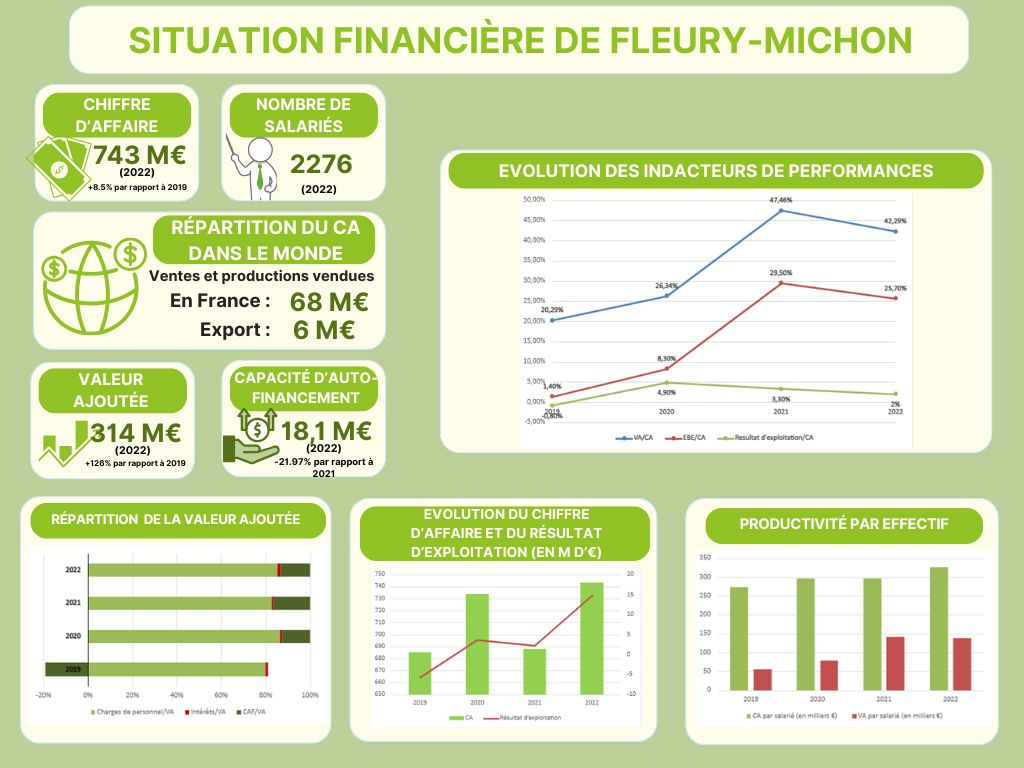 SITUATION FINANCIÈRE DE FLEURY-MICHON
CHIFFRE
D'AFFAIRE
743 M€
(2022)
+8.5% par rapport à 2019
NOMBRE DE
SALARIÉS
2276
(2022)
RÉPARTITION DU CA
DANS LE MONDE
Ventes et productions vendues
En France : 68 M€
Export : 6 M€
VALEUR
AJOUTÉE
314 M€
(2022)
+126% par rapport à 2019
CAPACITÉ D'AUTO-
FINANCEMENT
18,1 M€
(2022)
-21.97% par rapport à
2021
EVOLUTION DES INDACTEURS DE PERFORMANCES
50,00%
45,00%
40,00%
35,00%
30,00%
25,00%
20,00%
15,00%
10,00%
5,00%
0,00%
-5,00%
20,29%
26,34%
47,46%
42,29%
1,40%
8,30%
29,50%
25,70%
-0,80%
4,90%
3,30%
2%
2019 2020 2021 2022
VA/CA EBE/CA Resultat d'exploitation/CA
RÉPARTITION DE LA VALEUR AJOUTÉE
2022
2021
2020
2019
-20% 0% 20% 40% 60% 80% 100%
Charges de personnel/VA Intérêts/VA CAF/VA
EVOLUTION DU CHIFFRE
D'AFFAIRE ET DU RÉSULTAT
D'EXPLOITATION (EN M D'€)
750
740
730
720
710
700
690
680
670
660
650
20
15
10
5
0
-5
-10
2019 2020 2021 2022
CA Résultat d'exploitation
PRODUCTIVITÉ PAR EFFECTIF
350
300
250
200
150
100
50
0
2019 2020 2021 2022
CA par salarié (en milliers €) VA par salarié (en milliers €)